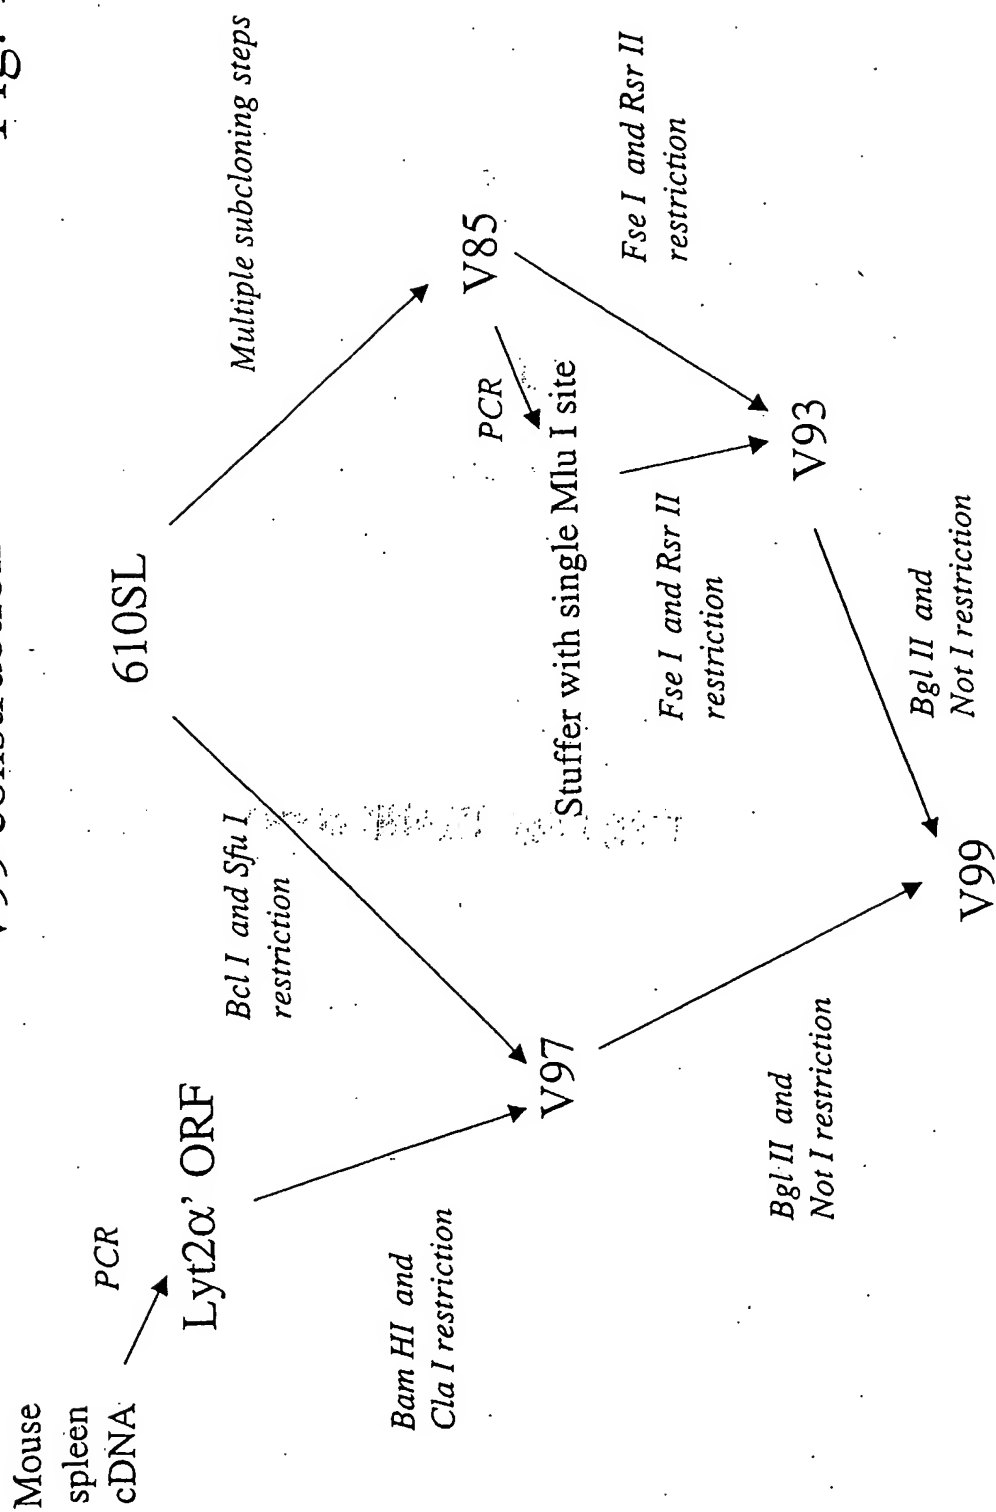 Mouse
spleen
cDNA
PCR
Lyt2α’ ORF
Bam HI and
Cla I restriction
610SL
Bcl I and Sfu I
restriction
Multiple subcloning steps
V85
PCR
Stuffer with single Mlu I site
Fse I and Rsr II
restriction
Fse I and Rsr II
restriction
V97
V93
Bgl II and
Not I restriction
Bgl II and
Not I restriction
V99